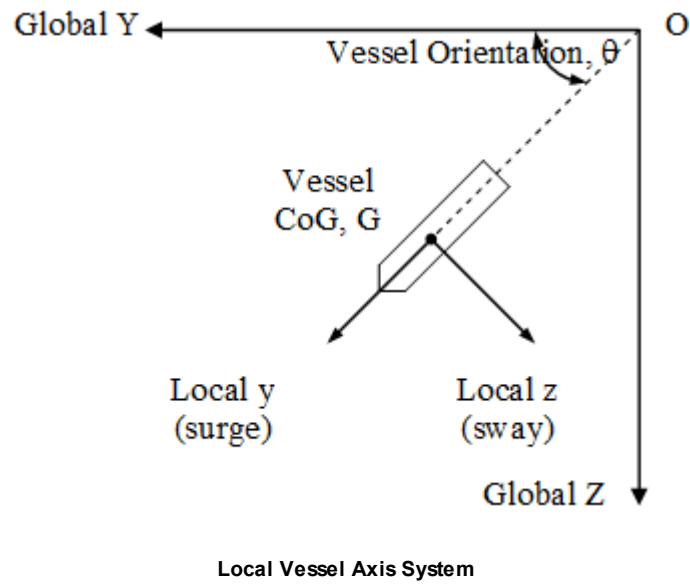 Global Y
O
Vessel Orientation, θ
Vessel
CoG, G
Local y
(surge)
Local z
(sway)
Global Z
Local Vessel Axis System